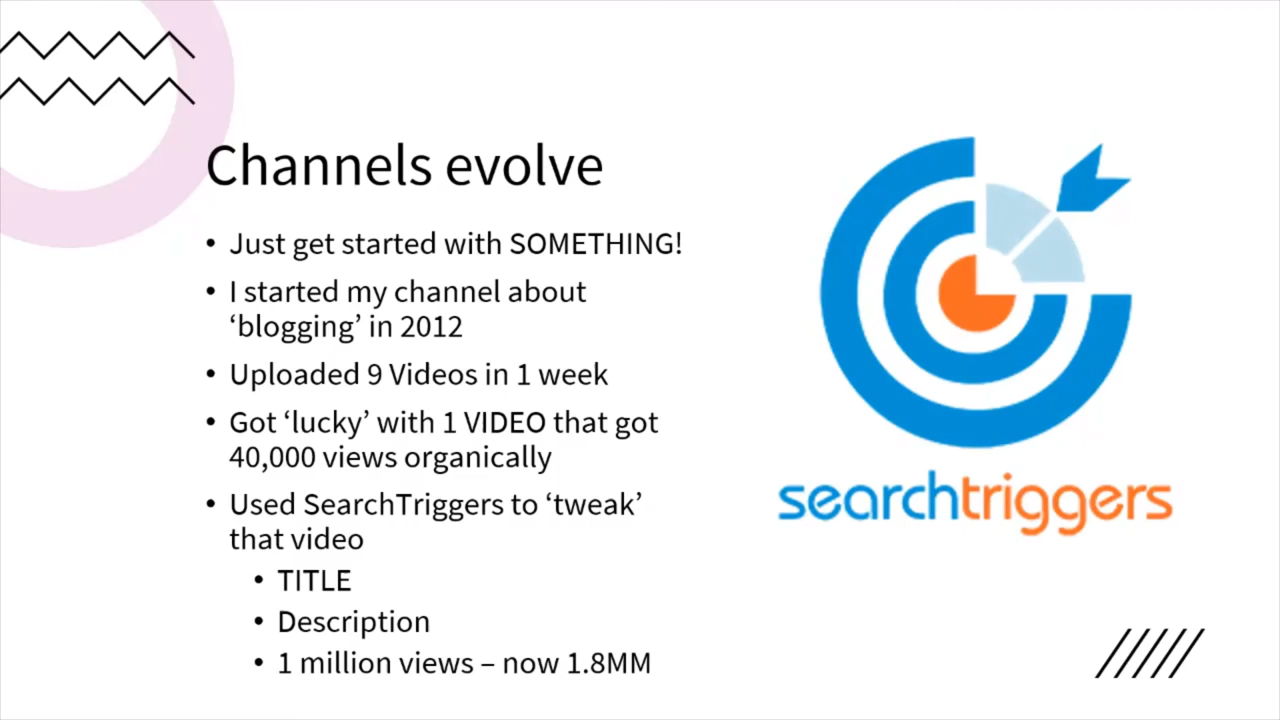 Channels evolve
• Just get started with SOMETHING!
• I started my channel about
‘blogging’ in 2012
• Uploaded 9 Videos in 1 week
• Got ‘lucky’ with 1 VIDEO that got
40,000 views organically
• Used SearchTriggers to ‘tweak’
that video
• TITLE
• Description
• 1 million views – now 1.8MM
searchtriggers